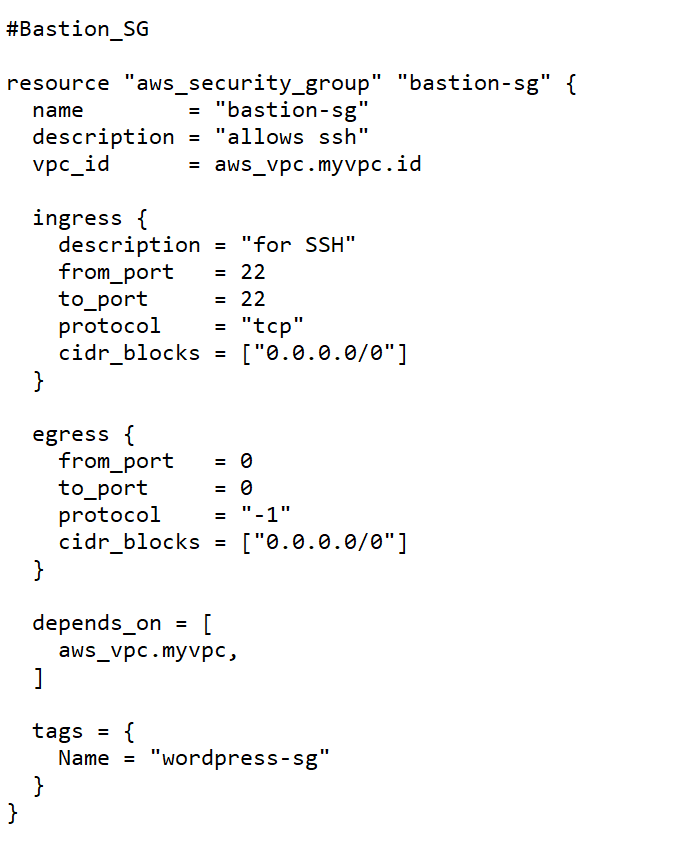 #Bastion_SG
resource "aws_security_group" "bastion-sg" {
  name        = "bastion-sg"
  description = "allows ssh"
  vpc_id      = aws_vpc.myvpc.id
  ingress {
    description = "for SSH"
    from_port   = 22
    to_port     = 22
    protocol    = "tcp"
    cidr_blocks = ["0.0.0.0/0"]
  }
  egress {
    from_port   = 0
    to_port     = 0
    protocol    = "-1"
    cidr_blocks = ["0.0.0.0/0"]
  }
  depends_on = [
    aws_vpc.myvpc,
  ]
  tags = {
    Name = "wordpress-sg"
  }
}